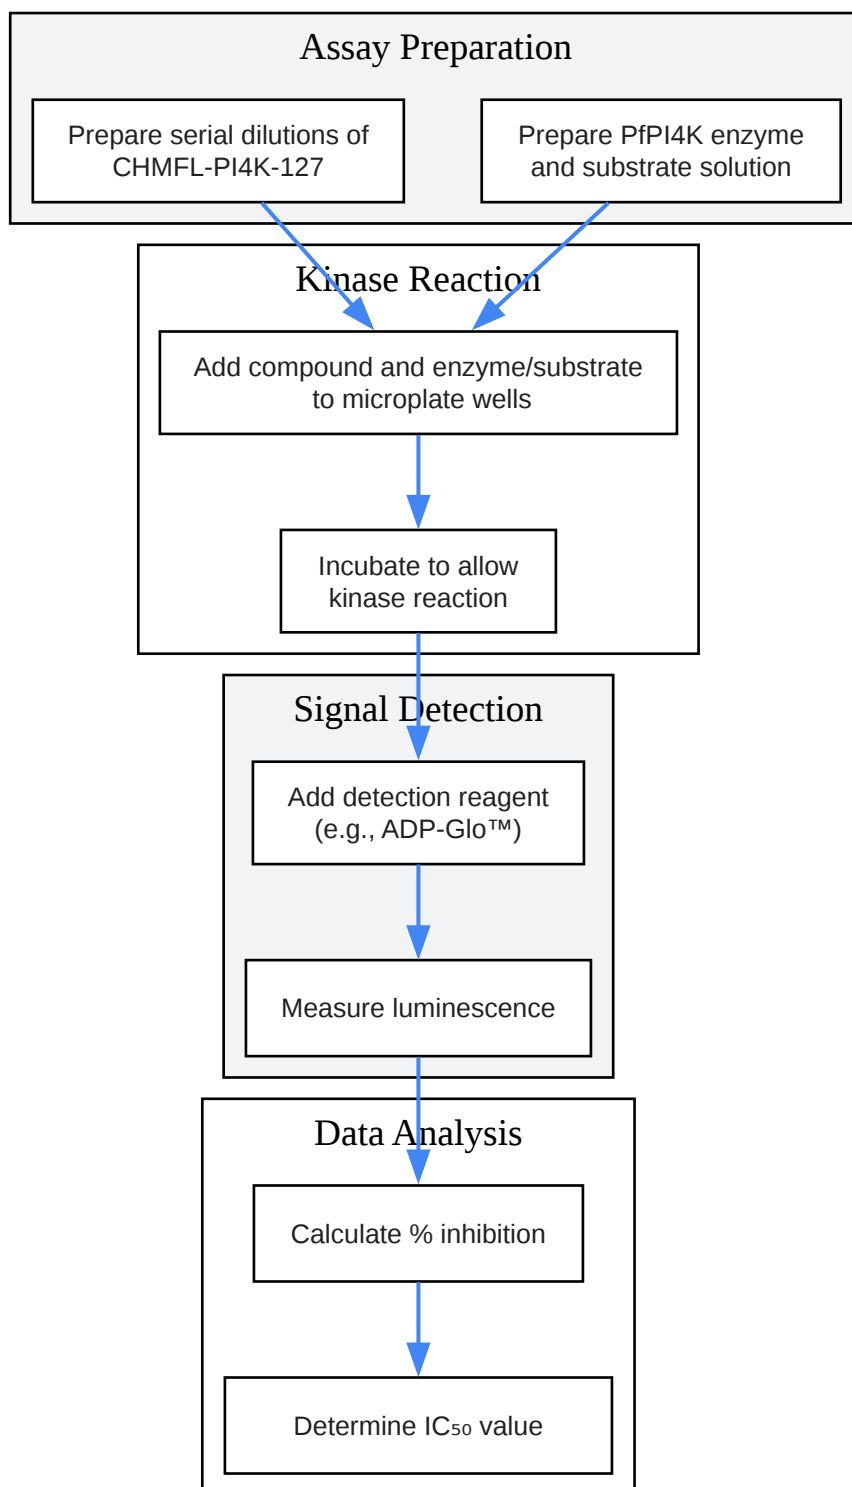 Assay Preparation
Prepare serial dilutions of
CHMFL-PI4K-127
Prepare PfPI4K enzyme
and substrate solution
Kinase Reaction
Add compound and enzyme/substrate
to microplate wells
Incubate to allow
kinase reaction
Signal Detection
Add detection reagent
(e.g., ADP-Glo™)
Measure luminescence
Data Analysis
Calculate % inhibition
Determine IC₅₀ value